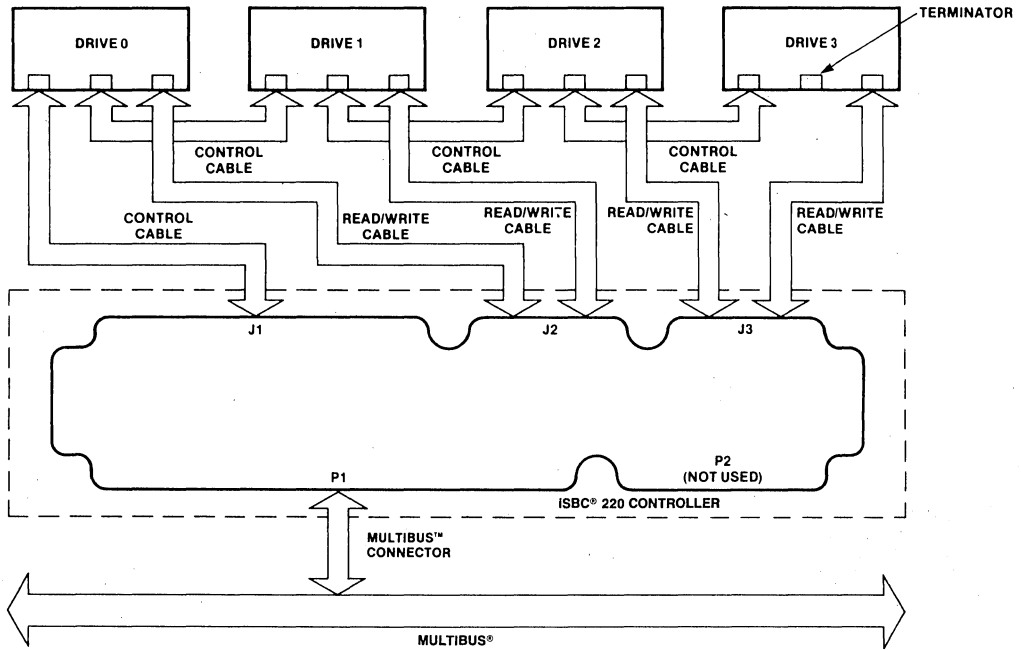 TERMINATOR
DRIVE 0
DRIVE 1
DRIVE 2
DRIVE 3
CONTROL
CABLE
CONTROL
CABLE
CONTROL
CABLE
CONTROL
CABLE
READ/WRITE
CABLE
READ/WRITE
CABLE
READ/WRITE
CABLE
READ/WRITE
CABLE
J1
J2
J3
P1
P2
(NOT USED)
iSBC® 220 CONTROLLER
MULTIBUS™
CONNECTOR
MULTIBUS®